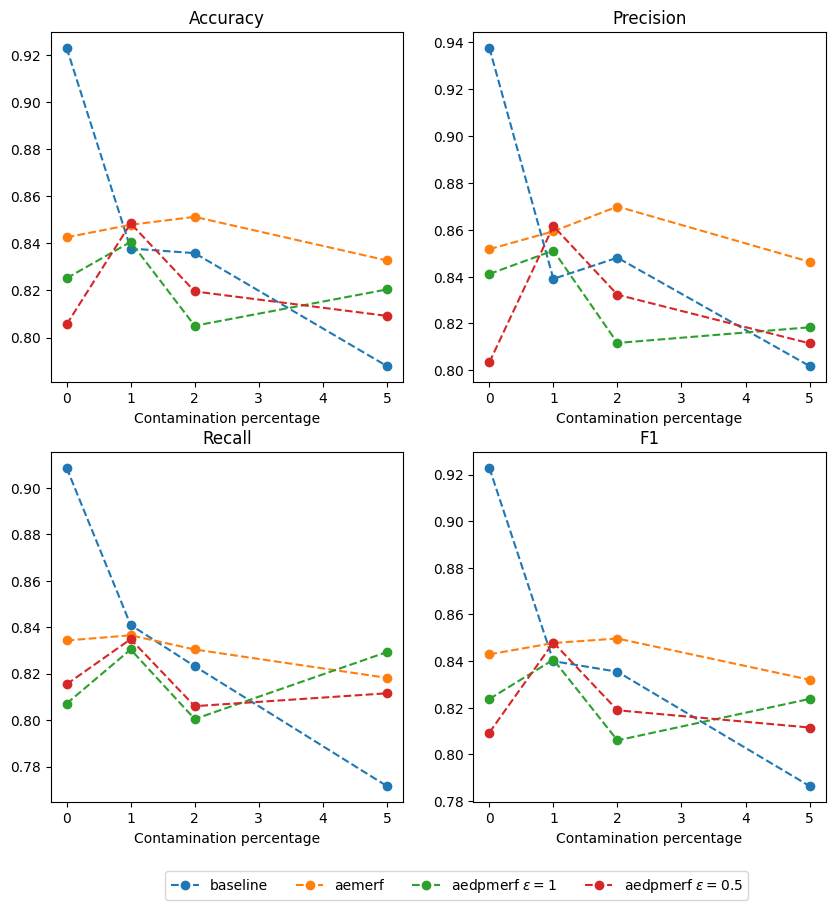 Accuracy
0.92
0.90
0.88
0.86
0.84
0.82
0.80
0 1 2 3 4 5
Contamination percentage
Precision
0.94
0.92
0.90
0.88
0.86
0.84
0.82
0.80
0 1 2 3 4 5
Contamination percentage
Recall
0.90
0.88
0.86
0.84
0.82
0.80
0.78
0 1 2 3 4 5
Contamination percentage
F1
0.92
0.90
0.88
0.86
0.84
0.82
0.80
0.78
0 1 2 3 4 5
Contamination percentage
baseline aemerf aedpmerf ε = 1 aedpmerf ε = 0.5